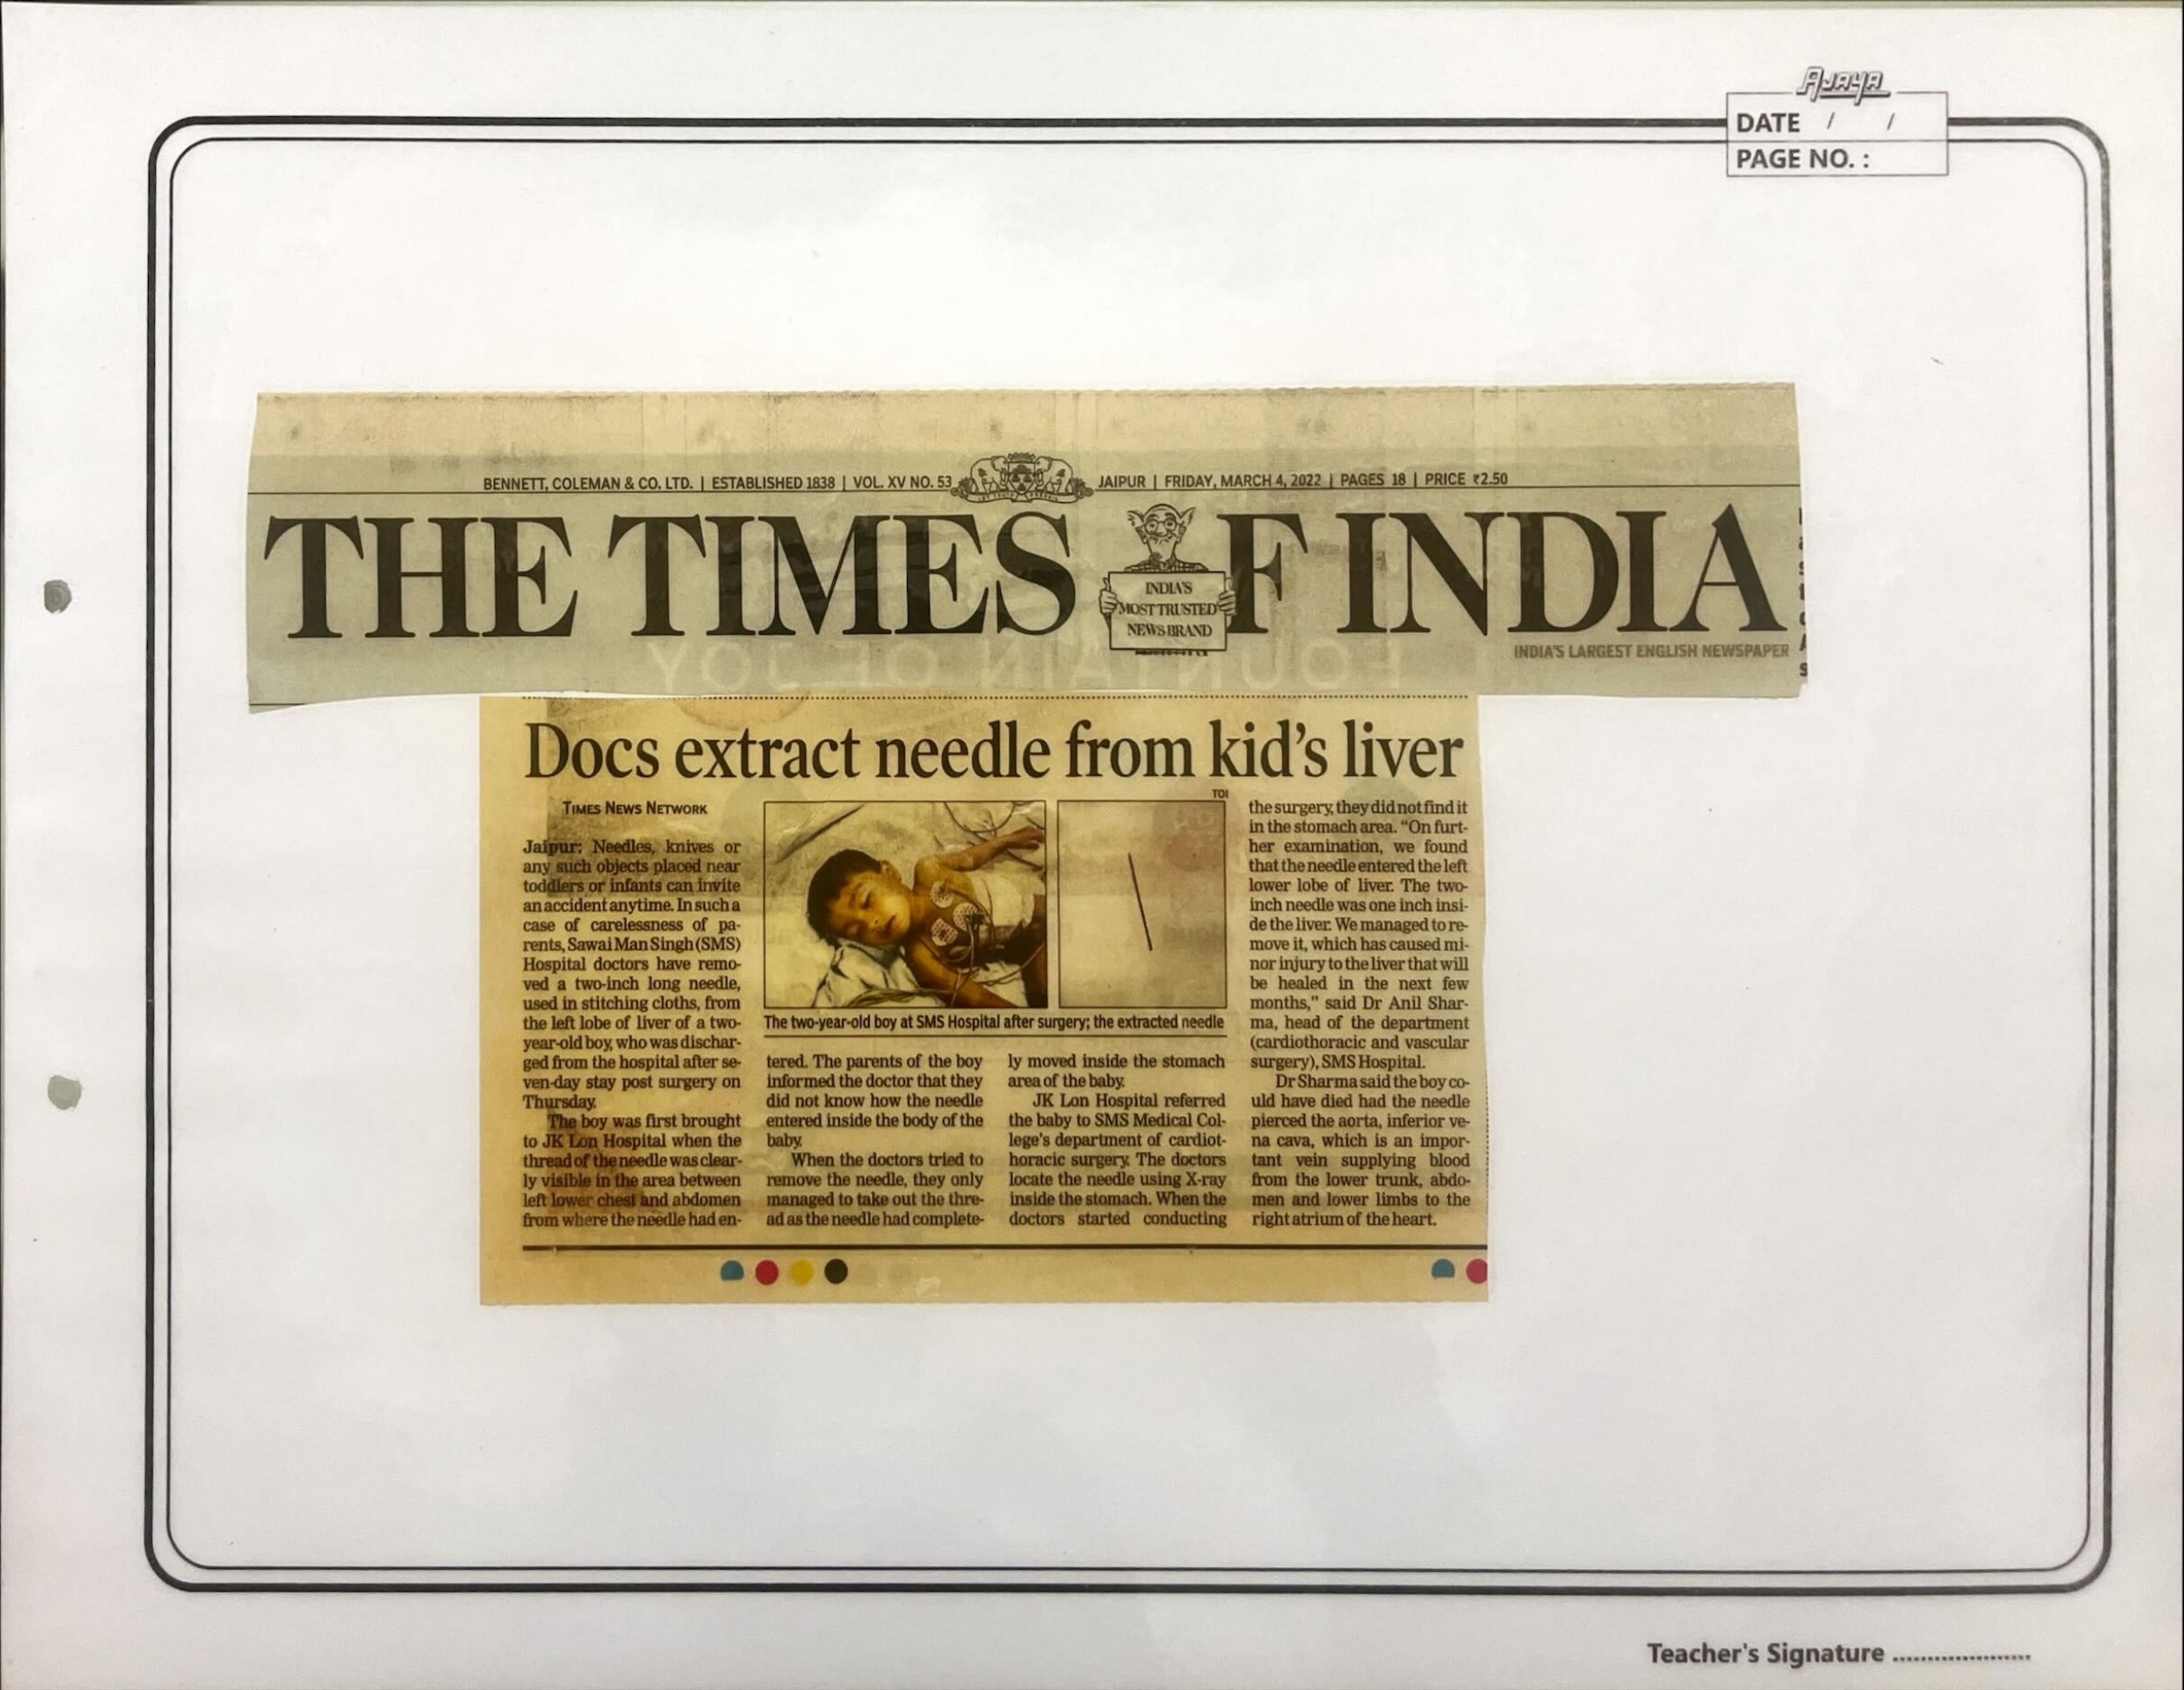 Ajaya
DATE / /
PAGE NO. :
BENNETT, COLEMAN & CO. LTD. | ESTABLISHED 1838 | VOL. XV NO. 53
JAIPUR | FRIDAY, MARCH 4, 2022 | PAGES 18 | PRICE ₹2.50
THE TIMES OF INDIA
INDIA'S
MOST TRUSTED
NEWS BRAND
INDIA'S LARGEST ENGLISH NEWSPAPER
Docs extract needle from kid's liver
TIMES NEWS NETWORK
Jaipur: Needles, knives or
any such objects placed near
toddlers or infants can invite
an accident anytime. In such a
case of carelessness of pa-
rents, Sawai Man Singh (SMS)
Hospital doctors have remo-
ved a two-inch long needle,
used in stitching cloths, from
the left lobe of liver of a two-
year-old boy, who was dischar-
ged from the hospital after se-
ven-day stay post surgery on
Thursday.
The boy was first brought
to JK Lon Hospital when the
thread of the needle was clear-
ly visible in the area between
left lower chest and abdomen
from where the needle had en-
TOI
The two-year-old boy at SMS Hospital after surgery; the extracted needle
tered. The parents of the boy
informed the doctor that they
did not know how the needle
entered inside the body of the
baby.
When the doctors tried to
remove the needle, they only
managed to take out the thre-
ad as the needle had complete-
ly moved inside the stomach
area of the baby.
JK Lon Hospital referred
the baby to SMS Medical Col-
lege's department of cardiot-
horacic surgery. The doctors
locate the needle using X-ray
inside the stomach. When the
doctors started conducting
the surgery, they did not find it
in the stomach area. "On furt-
her examination, we found
that the needle entered the left
lower lobe of liver. The two-
inch needle was one inch insi-
de the liver. We managed to re-
move it, which has caused mi-
nor injury to the liver that will
be healed in the next few
months," said Dr Anil Shar-
ma, head of the department
(cardiothoracic and vascular
surgery), SMS Hospital.
Dr Sharma said the boy co-
uld have died had the needle
pierced the aorta, inferior ve-
na cava, which is an impor-
tant vein supplying blood
from the lower trunk, abdo-
men and lower limbs to the
right atrium of the heart.
Teacher's Signature ....................